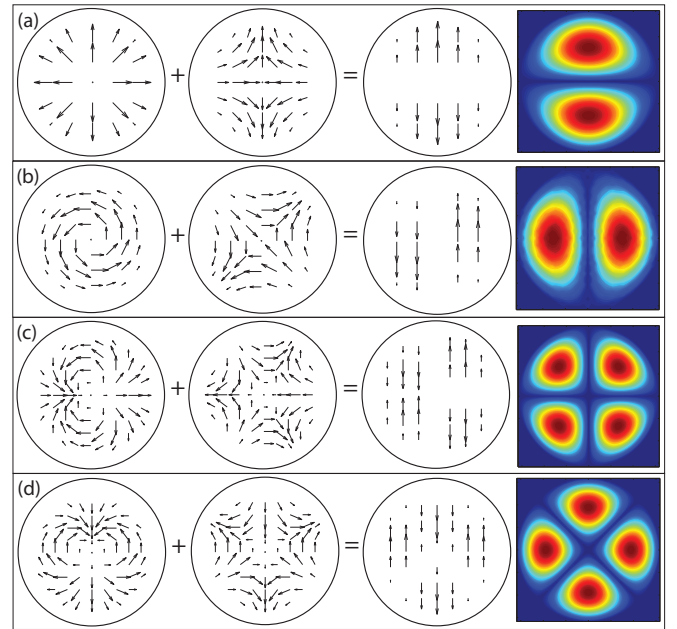 (a) + =
(b) + =
(c) + =
(d) + =